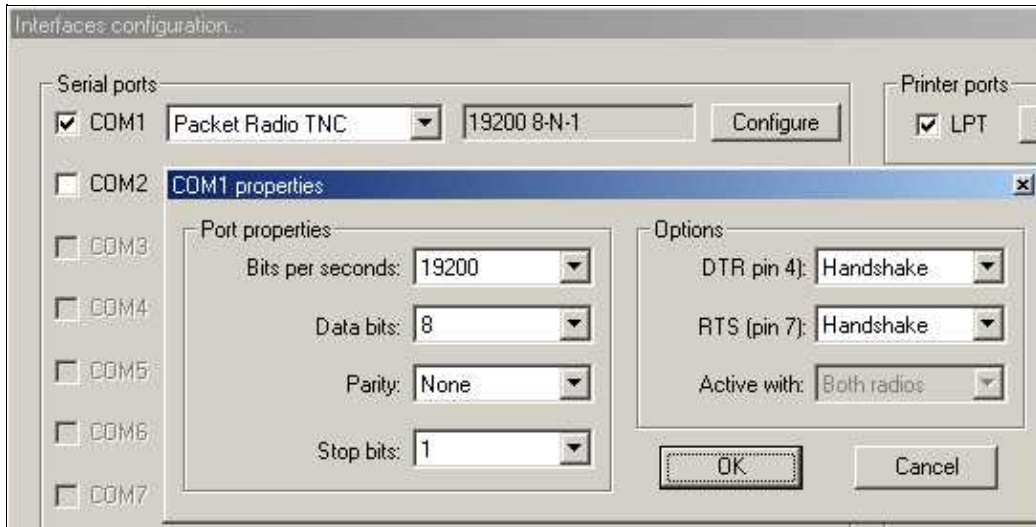 Interfaces configuration...
Serial ports
Printer ports
COM1 Packet Radio TNC 19200 8-N-1 Configure
LPT
COM2
COM1 properties
COM3
COM4
COM5
COM6
COM7
Port properties
Bits per seconds: 19200
Data bits: 8
Parity: None
Stop bits: 1
Options
DTR pin 4): Handshake
RTS (pin 7): Handshake
Active with: Both radios
OK Cancel